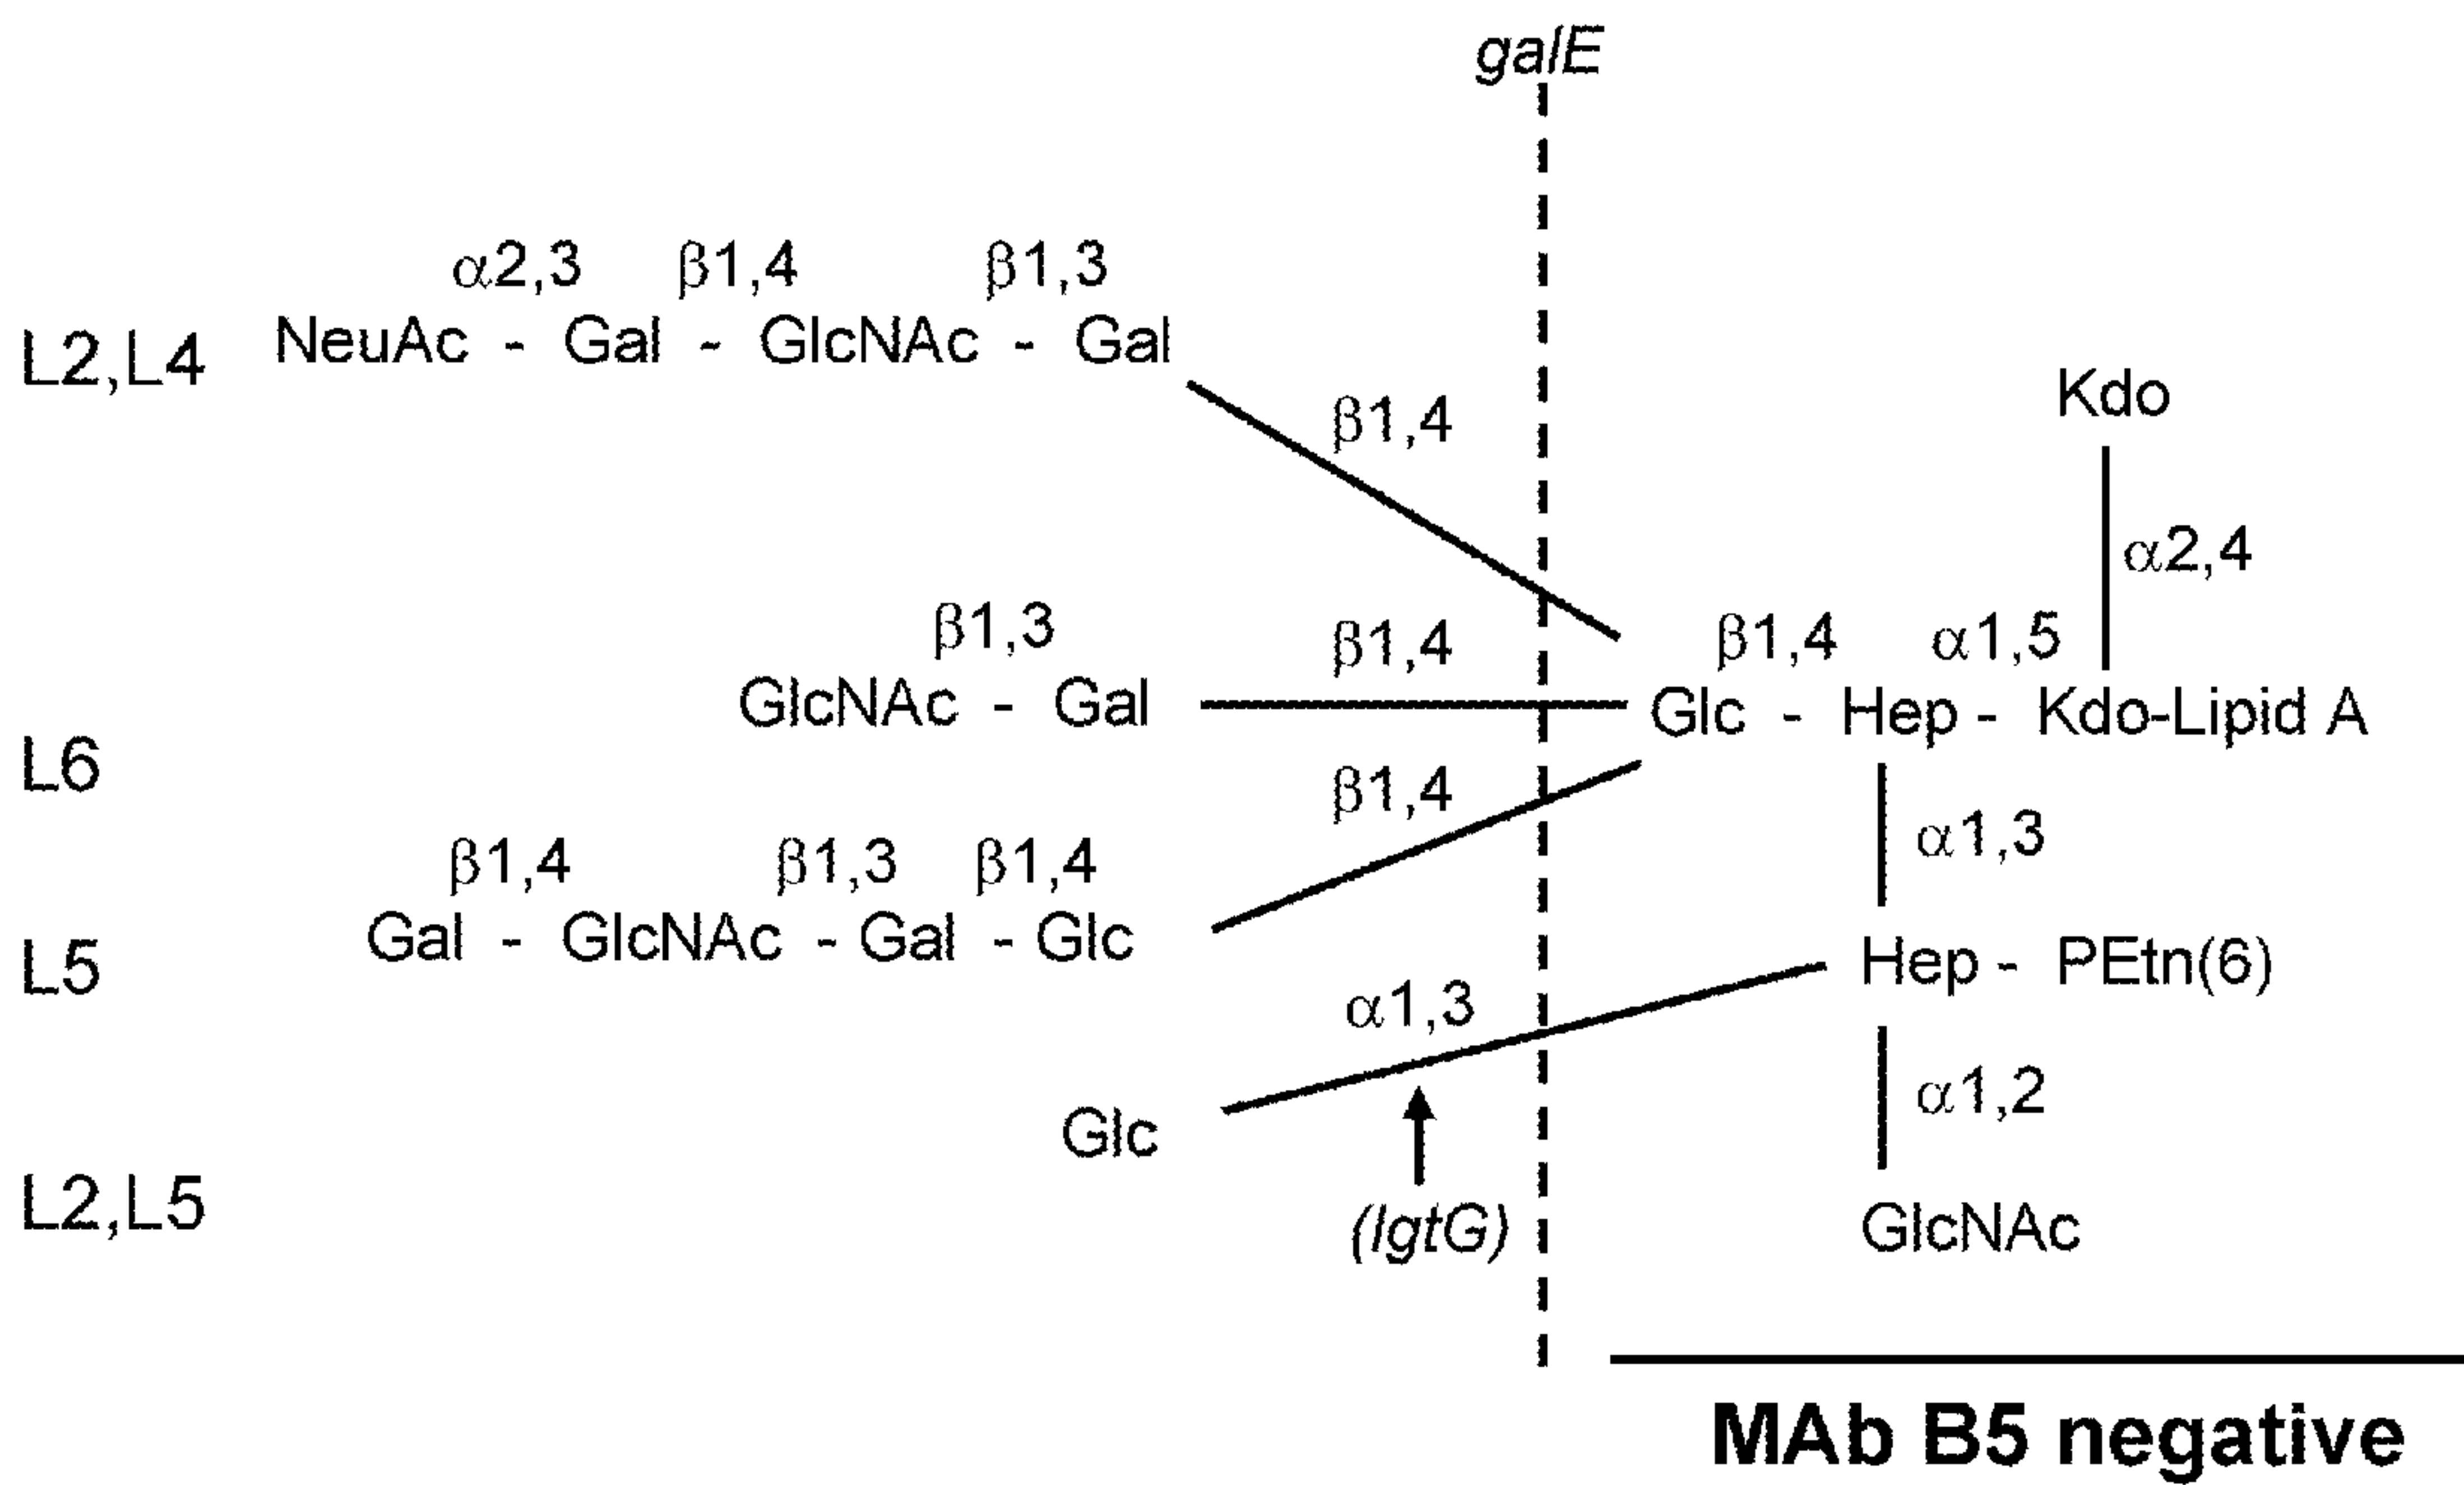 galE
α2,3 β1,4 β1,3
L2,L4 NeuAc - Gal - GlcNAc - Gal
β1,4
Kdo
α2,4
β1,3 β1,4 β1,4 α1,5
GlcNAc - Gal Glc - Hep - Kdo-Lipid A
L6
β1,4
α1,3
β1,4 β1,3 β1,4
L5 Gal - GlcNAc - Gal - Glc
Hep - PEtn(6)
α1,3
α1,2
Glc
L2,L5
(lgtG)
GlcNAc
MAb B5 negative